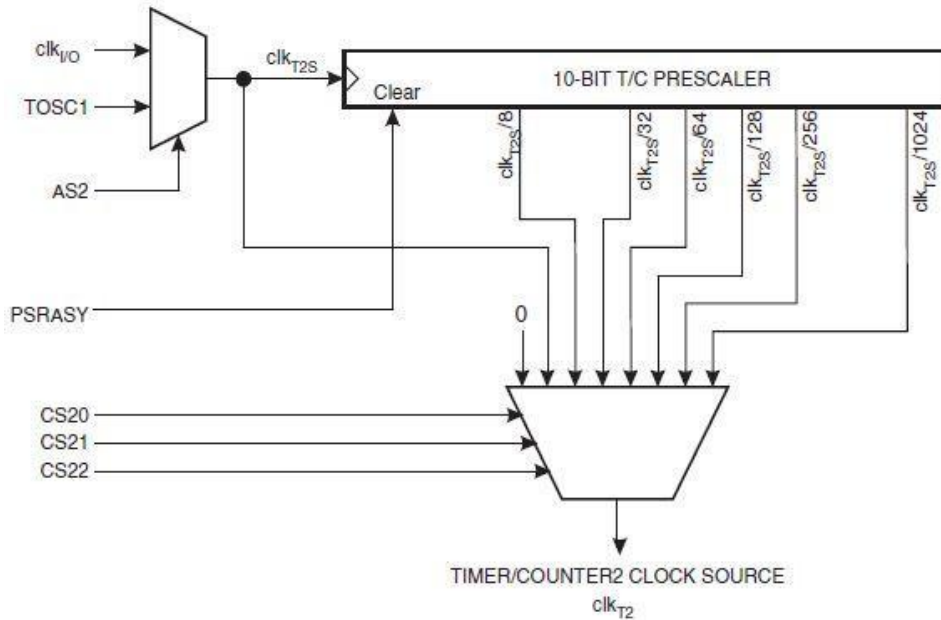 clkI/O
TOSC1
AS2
clkT2S
10-BIT T/C PRESCALER
Clear
clkT2S/8
clkT2S/32
clkT2S/64
clkT2S/128
clkT2S/256
clkT2S/1024
PSRASY
0
CS20
CS21
CS22
TIMER/COUNTER2 CLOCK SOURCE
clkT2